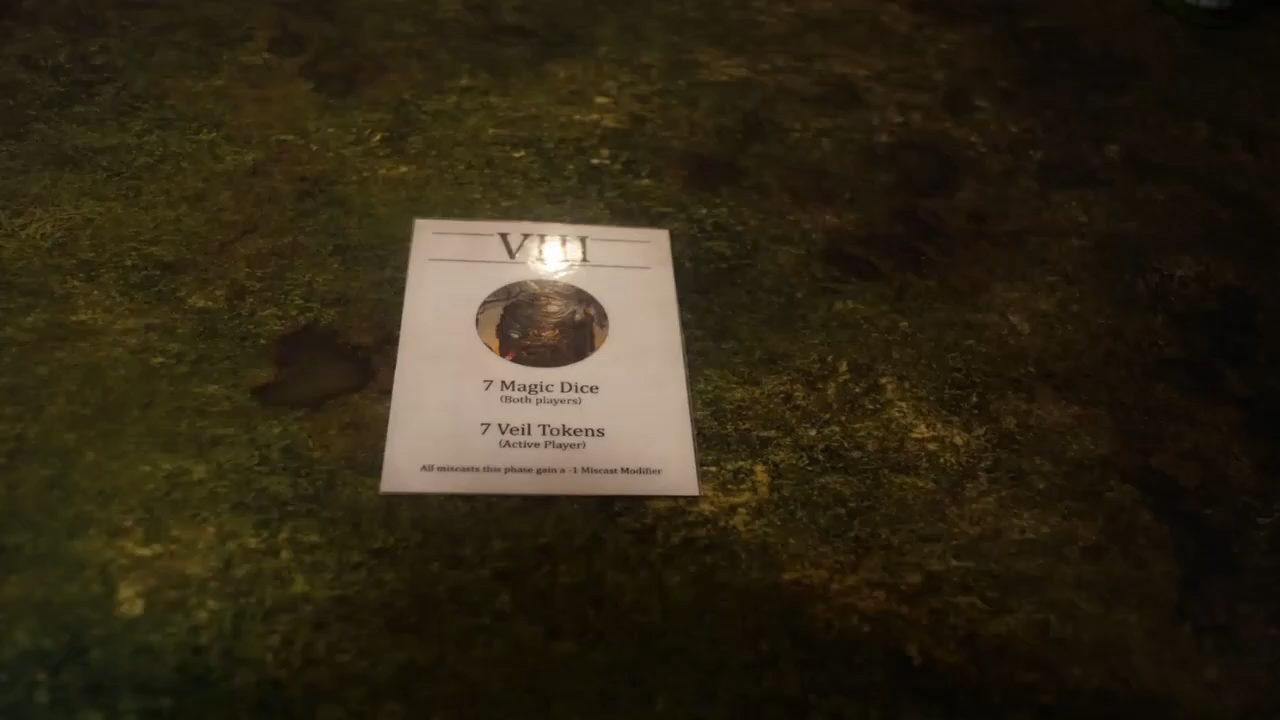 VIII
7 Magic Dice
(Both players)
7 Veil Tokens
(Active Player)
All miscasts this phase gain a -1 Miscast Modifier